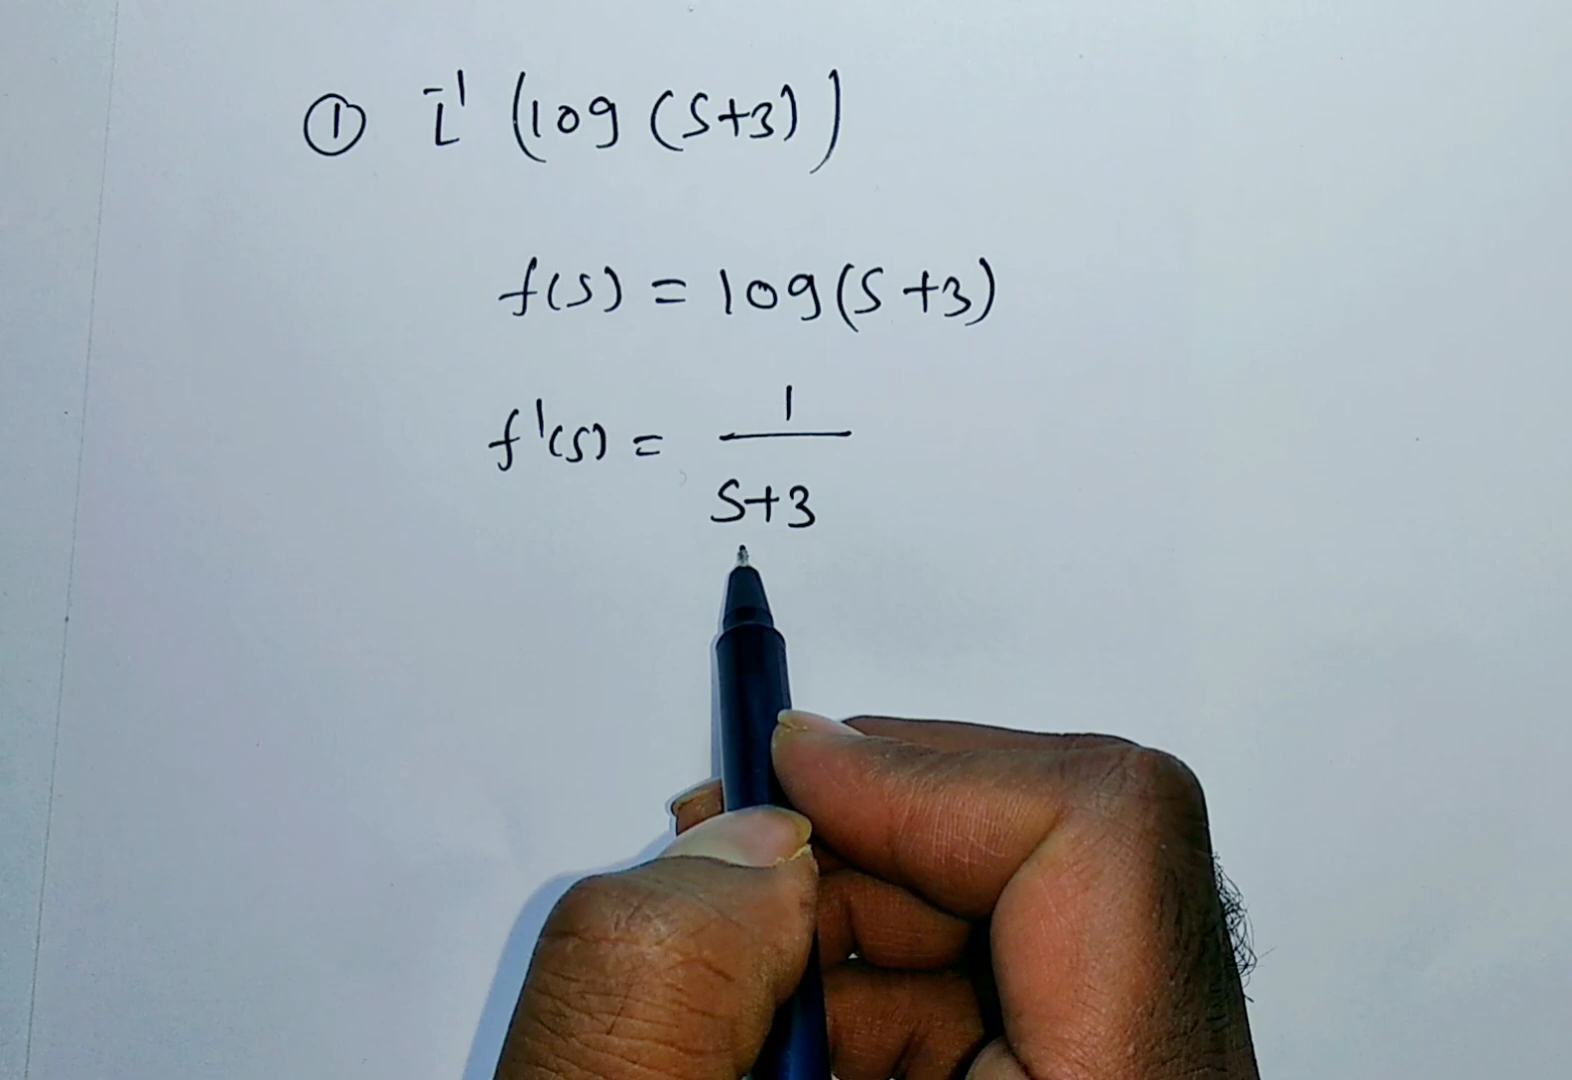 ① L⁻¹ (log (S+3))
f(s) = log(S+3)
f'(s) = 1
S+3